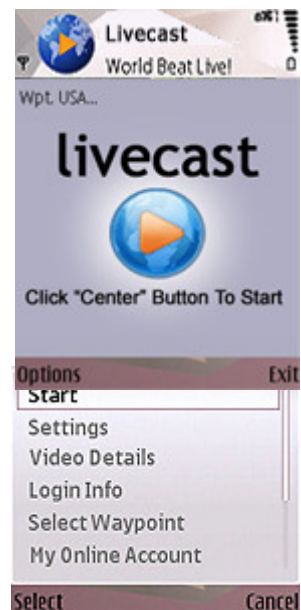 Livecast
World Beat Live!
Wpt. USA...
livecast
Click "Center" Button To Start
Options Exit
Start
Settings
Video Details
Login Info
Select Waypoint
My Online Account
Select Cancel